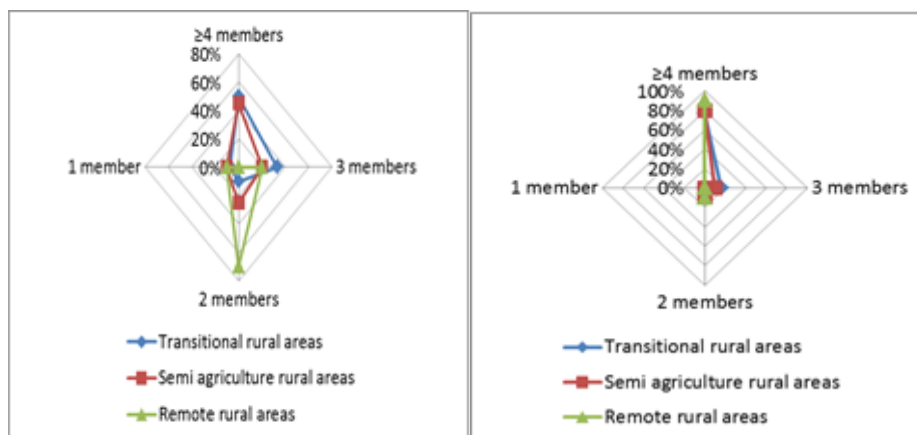 ≥4 members
80%
60%
40%
20%
0%
1 member
3 members
2 members
Transitional rural areas
Semi agriculture rural areas
Remote rural areas
≥4 members
100%
80%
60%
40%
20%
0%
1 member
3 members
2 members
Transitional rural areas
Semi agriculture rural areas
Remote rural areas